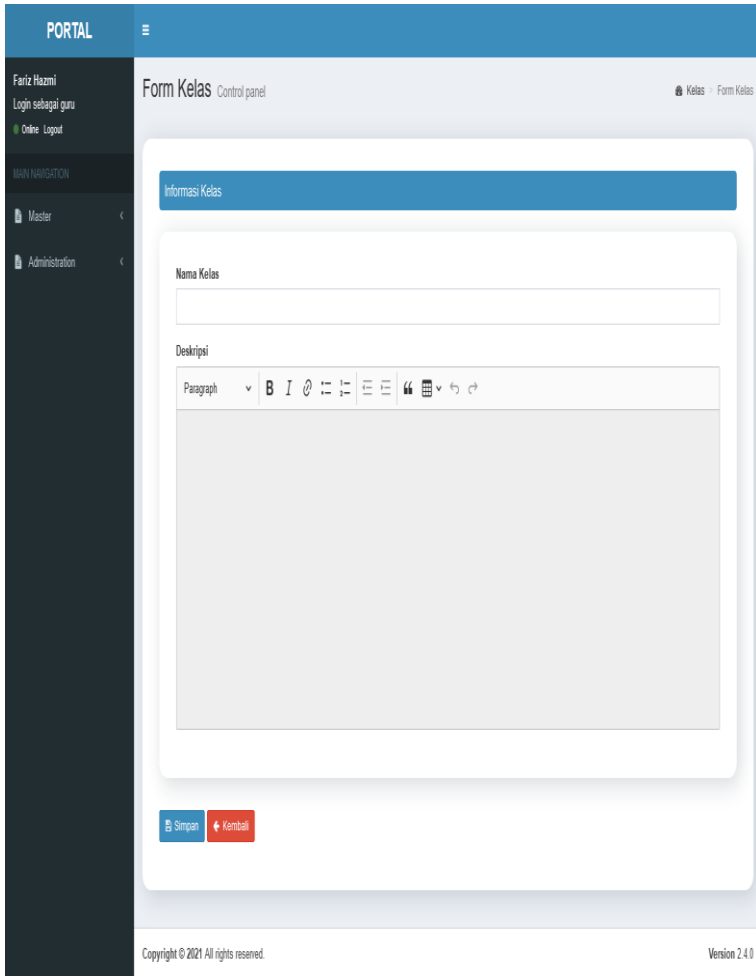 PORTAL
Fariz Hazmi
Login sebagai guru
Online Logout
MAIN NAVIGATION
Master
Administration
Form Kelas Control panel
Kelas > Form Kelas
Informasi Kelas
Nama Kelas
Deskripsi
Paragraph
Simpan
Kembali
Copyright © 2021 All rights reserved.
Version 2.4.0